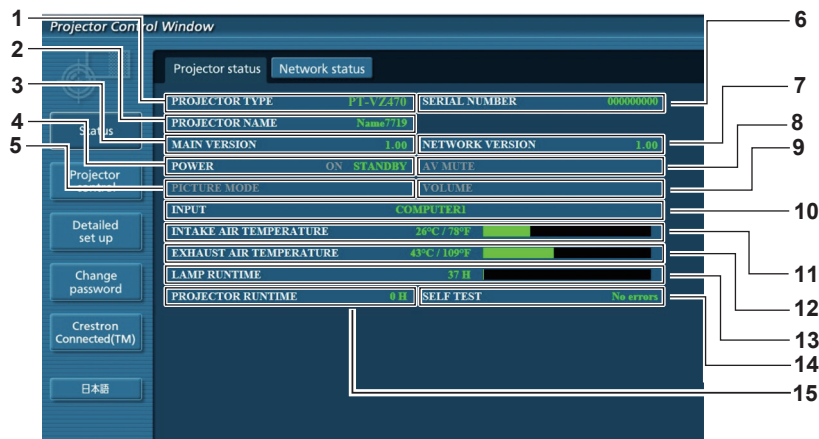 1
Projector Control Window
6
2
Projector status Network status
3
7
PROJECTOR TYPE PT-VZ470 SERIAL NUMBER 000000000
4
PROJECTOR NAME Name7719
8
Status
5
MAIN VERSION 1.00 NETWORK VERSION 1.00
9
POWER ON STANDBY AV MUTE
Projector
control
PICTURE MODE VOLUME
INPUT COMPUTER1
10
Detailed
set up
INTAKE AIR TEMPERATURE 26°C / 78°F
11
EXHAUST AIR TEMPERATURE 43°C / 109°F
12
Change
password
LAMP RUNTIME 37 H
13
PROJECTOR RUNTIME 0 H SELF TEST No errors
14
Crestron
Connected(TM)
15
日本語